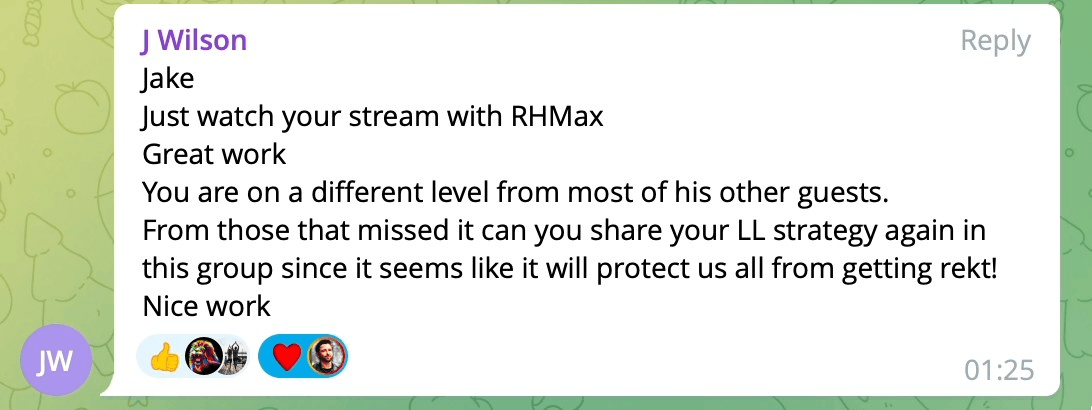 J Wilson
Reply
Jake
Just watch your stream with RHMax
Great work
You are on a different level from most of his other guests.
From those that missed it can you share your LL strategy again in
this group since it seems like it will protect us all from getting rekt!
Nice work
JW
01:25